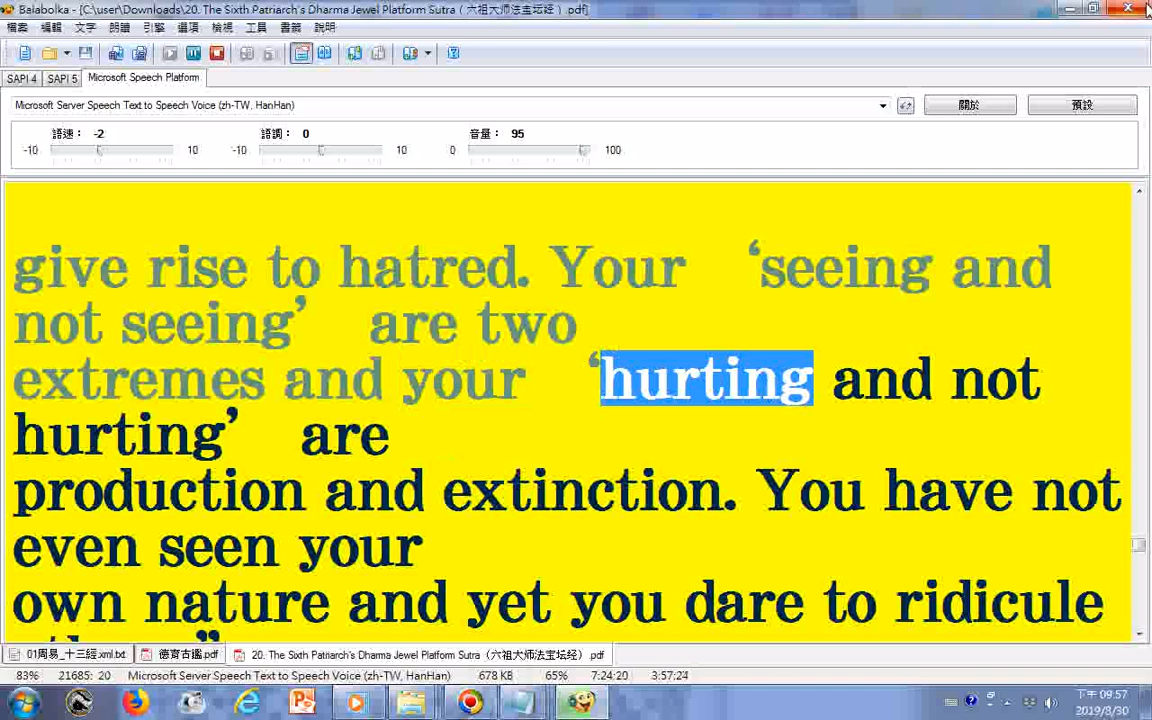 Balabolka - [C:\user\Downloads\20. The Sixth Patriarch's Dharma Jewel Platform Sutra（六祖大师法宝坛经）.pdf]
檔案 編輯 文字 朗讀 引擎 選項 檢視 工具 書籤 說明
SAPI 4 SAPI 5 Microsoft Speech Platform
Microsoft Server Speech Text to Speech Voice (zh-TW, HanHan) 關於 預設
語速： -2 語調： 0 音量： 95
-10 10 -10 10 0 100
give rise to hatred. Your ‘seeing and
not seeing’ are two
extremes and your ‘hurting and not
hurting’ are
production and extinction. You have not
even seen your
own nature and yet you dare to ridicule
01周易_十三經.xml.txt 德育古鑑.pdf 20. The Sixth Patriarch's Dharma Jewel Platform Sutra（六祖大师法宝坛经）.pdf
83% 21685: 20 Microsoft Server Speech Text to Speech Voice (zh-TW, HanHan) 678 KB 65% 7:24:20 3:57:24
下午 09:57
2019/8/30